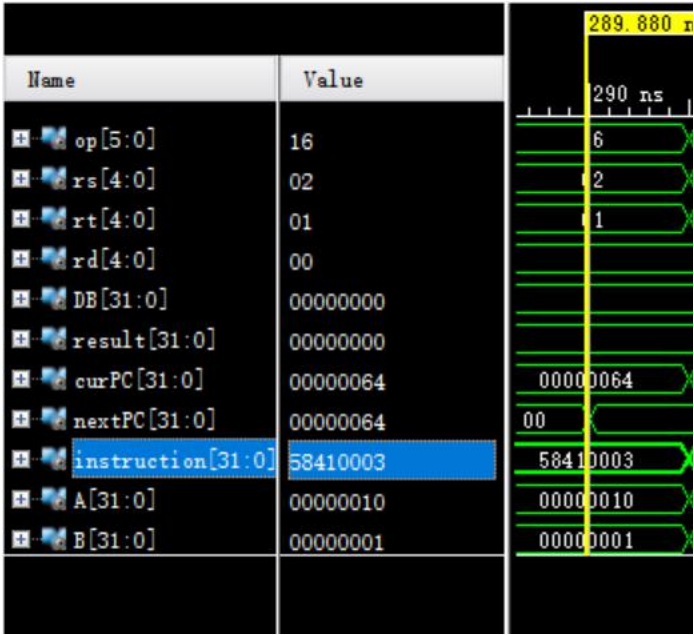 289.880 n
Name Value
290 ns
op[5:0] 16 6
rs[4:0] 02 2
rt[4:0] 01 1
rd[4:0] 00
DB[31:0] 00000000
result[31:0] 00000000
curPC[31:0] 00000064 00000064
nextPC[31:0] 00000064 00
instruction[31:0] 58410003 58410003
A[31:0] 00000010 00000010
B[31:0] 00000001 00000001